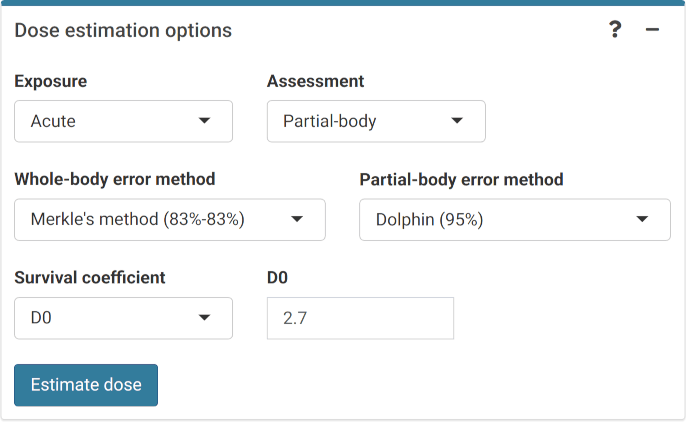 Dose estimation options ? −
Exposure Assessment
Acute Partial-body
Whole-body error method Partial-body error method
Merkle's method (83%-83%) Dolphin (95%)
Survival coefficient D0
D0 2.7
Estimate dose